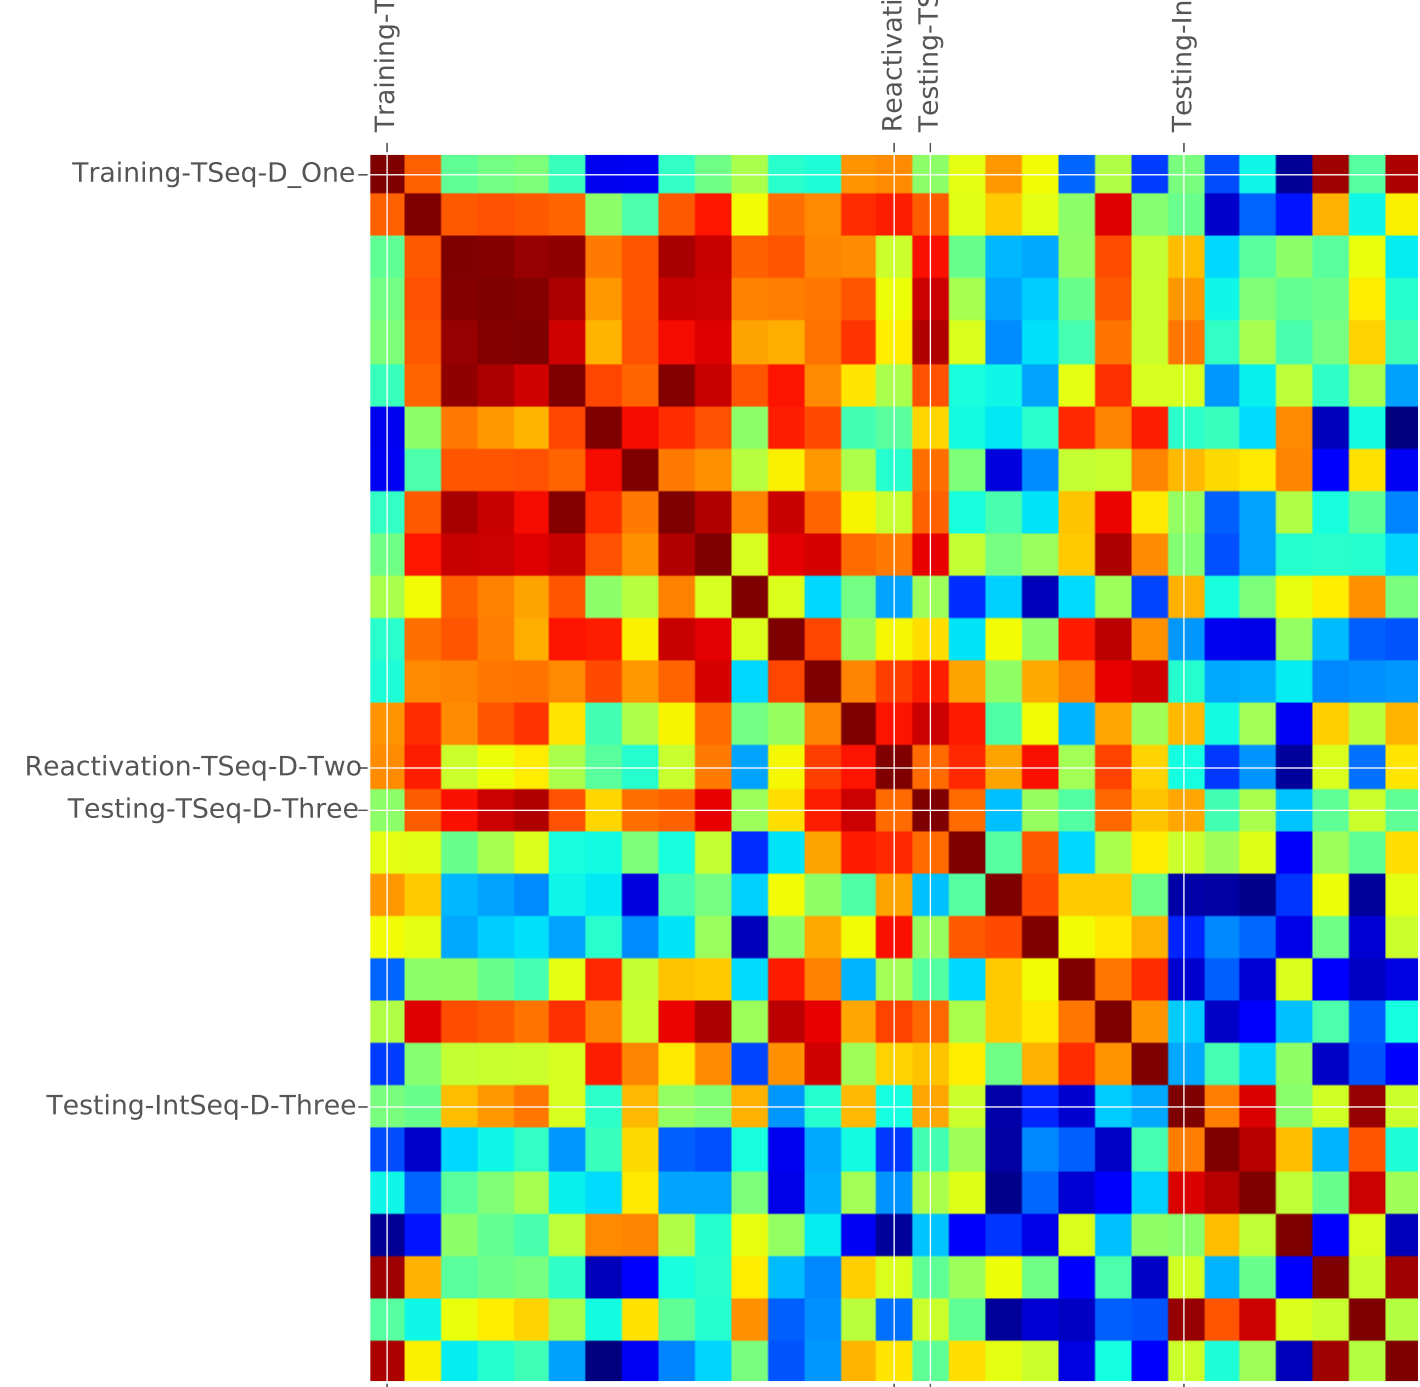 Training-T
Reactivati
Testing-TS
Testing-In
Training-TSeq-D_One
Reactivation-TSeq-D-Two
Testing-TSeq-D-Three
Testing-IntSeq-D-Three